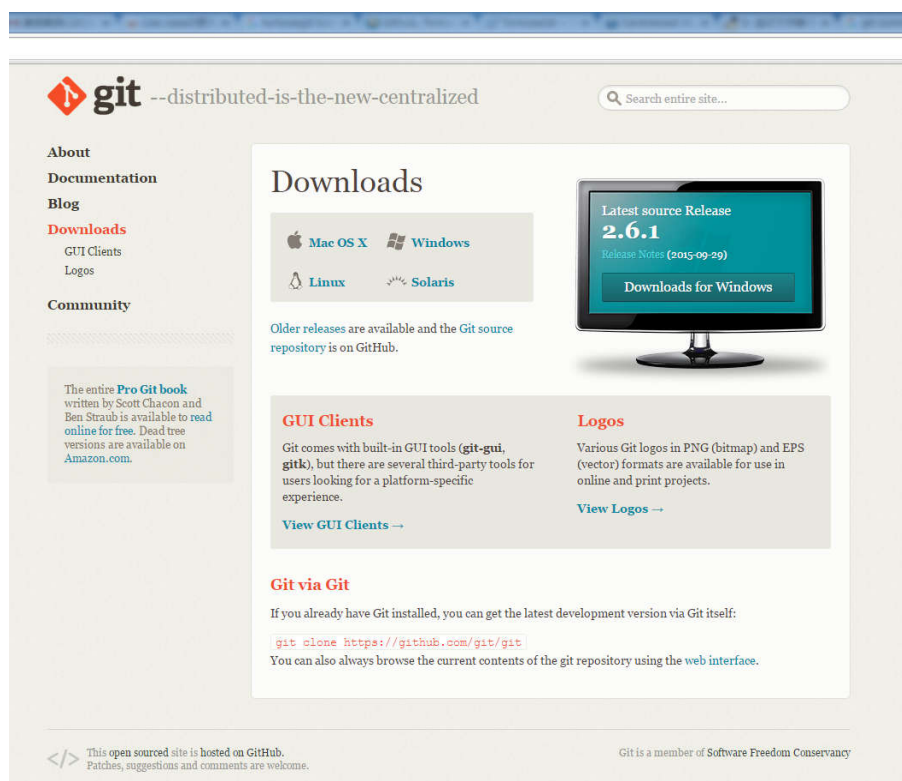 git --distributed-is-the-new-centralized
Search entire site...
About
Documentation
Blog
Downloads
GUI Clients
Logos
Community
The entire Pro Git book
written by Scott Chacon and
Ben Straub is available to read
online for free. Dead tree
versions are available on
Amazon.com.
Downloads
Mac OS X
Windows
Linux
Solaris
Older releases are available and the Git source
repository is on GitHub.
Latest source Release
2.6.1
Release Notes (2015-09-29)
Downloads for Windows
GUI Clients
Git comes with built-in GUI tools (git-gui,
gitk), but there are several third-party tools for
users looking for a platform-specific
experience.
View GUI Clients →
Logos
Various Git logos in PNG (bitmap) and EPS
(vector) formats are available for use in
online and print projects.
View Logos →
Git via Git
If you already have Git installed, you can get the latest development version via Git itself:
git clone https://github.com/git/git
You can also always browse the current contents of the git repository using the web interface.
</> This open sourced site is hosted on GitHub.
Patches, suggestions and comments are welcome.
Git is a member of Software Freedom Conservancy